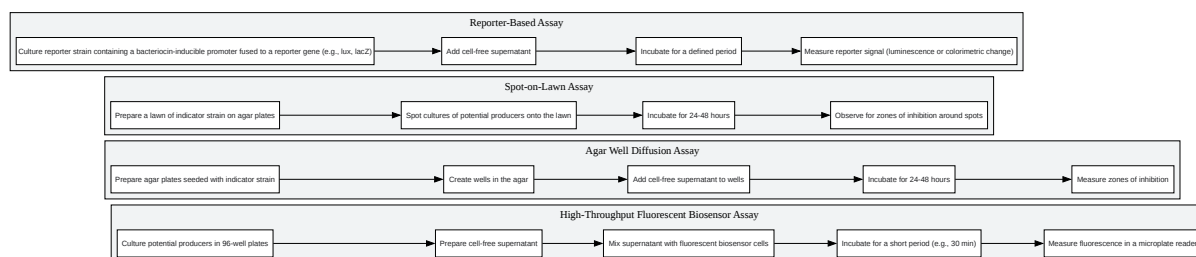 Reporter-Based Assay
Culture reporter strain containing a bacteriocin-inducible promoter fused to a reporter gene (e.g., lux, lacZ)
Add cell-free supernatant
Incubate for a defined period
Measure reporter signal (luminescence or colorimetric change)
Spot-on-Lawn Assay
Prepare a lawn of indicator strain on agar plates
Spot cultures of potential producers onto the lawn
Incubate for 24-48 hours
Observe for zones of inhibition around spots
Agar Well Diffusion Assay
Prepare agar plates seeded with indicator strain
Create wells in the agar
Add cell-free supernatant to wells
Incubate for 24-48 hours
Measure zones of inhibition
High-Throughput Fluorescent Biosensor Assay
Culture potential producers in 96-well plates
Prepare cell-free supernatant
Mix supernatant with fluorescent biosensor cells
Incubate for a short period (e.g., 30 min)
Measure fluorescence in a microplate reader